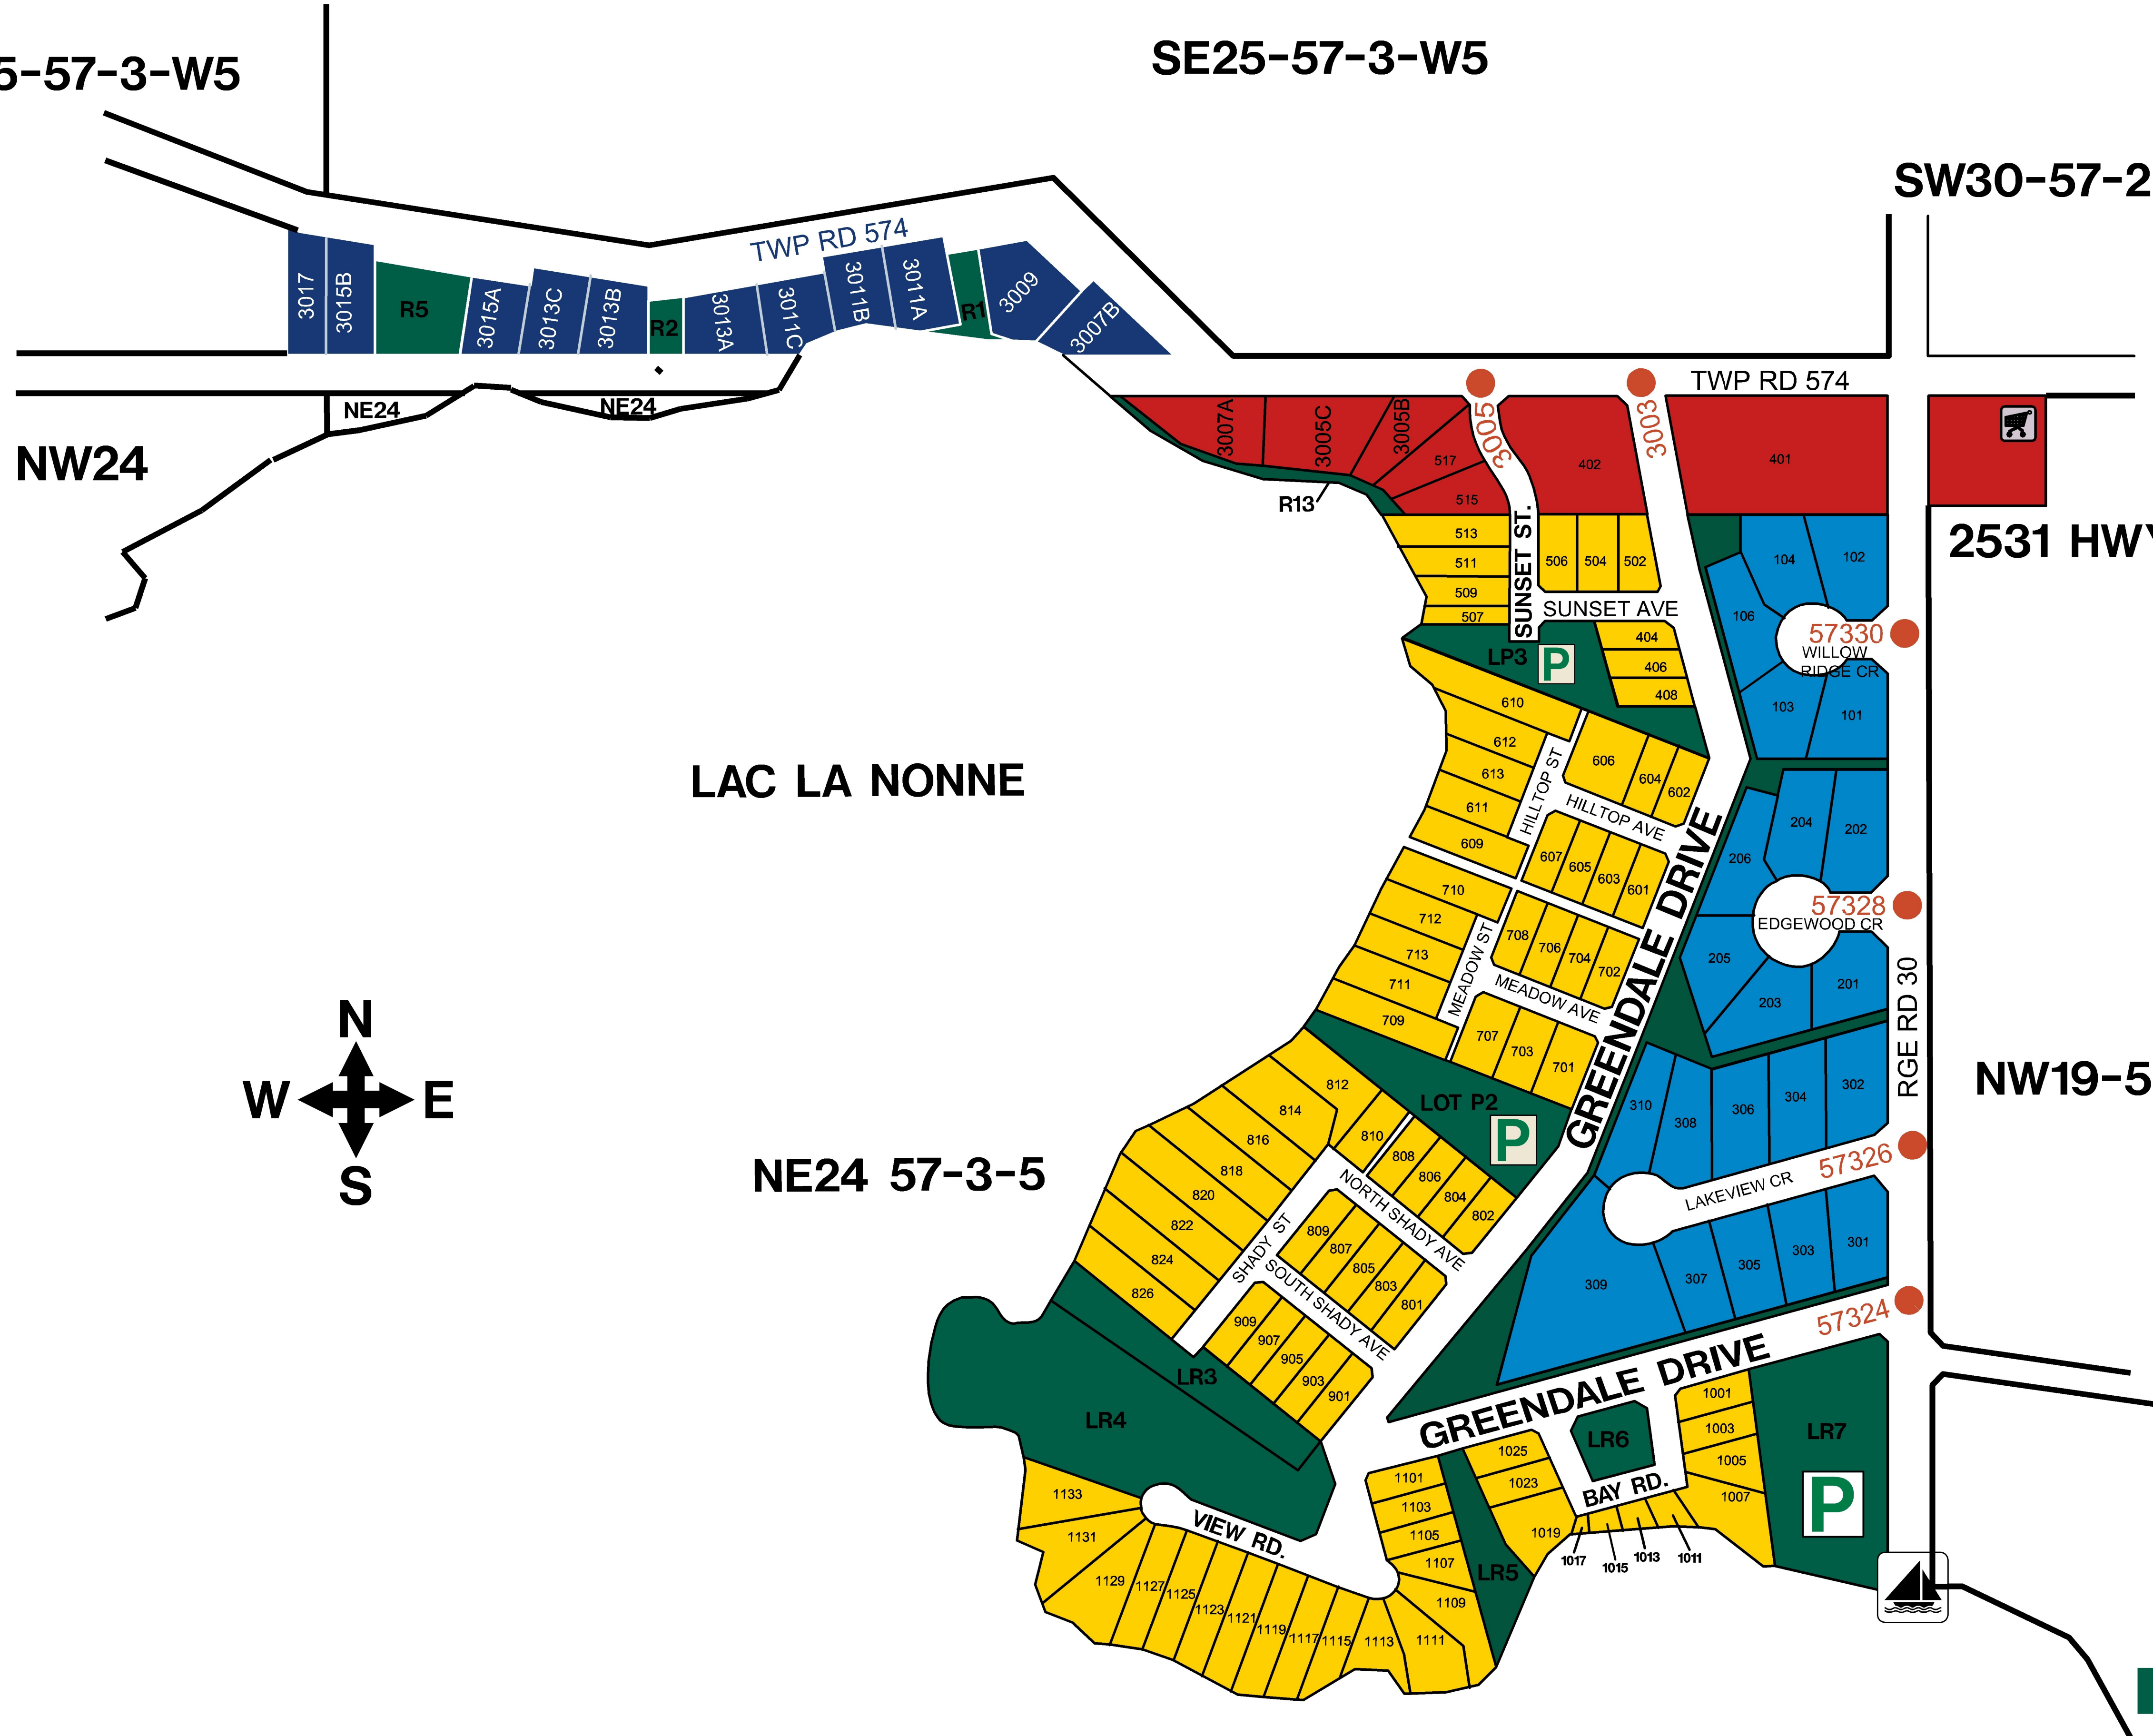 SE25-57-3-W5
5-57-3-W5
SW30-57-2
TWP RD 574
3017
3015B
R5
3015A
3013C
3013B
R2
3013A
3011C
3011B
3011A
R1
3009
3007B
TWP RD 574
NE24
NE24
NW24
3007A
3005C
3005B
3005
3003
517
515
402
401
R13
2531 HWY
513
511
509
507
SUNSET ST.
506
504
502
SUNSET AVE
404
406
408
LP3
P
104
102
106
57330
WILLOW
RIDGE CR
103
101
610
612
613
611
609
HILLTOP ST
606
604
602
HILLTOP AVE
607
605
603
601
LAC LA NONNE
204
202
206
57328
EDGEWOOD CR
205
203
201
710
712
713
711
709
MEADOW ST
708
706
704
702
MEADOW AVE
707
703
701
GREENDALE DRIVE
RGE RD 30
NW19-5
N
W
E
S
NE24 57-3-5
LOT P2
P
310
308
306
304
302
57326
LAKEVIEW CR
309
307
305
303
301
57324
812
814
816
818
820
822
824
826
810
808
806
804
802
NORTH SHADY AVE
SHADY ST
809
807
805
803
801
SOUTH SHADY AVE
909
907
905
903
901
LR3
LR4
GREENDALE DRIVE
LR6
BAY RD.
1001
1003
1005
1007
LR7
P
1025
1023
1019
1017
1015
1013
1011
LR5
1101
1103
1105
1107
1109
1111
1113
1115
1117
1119
1121
1123
1125
1127
1129
1131
1133
VIEW RD.